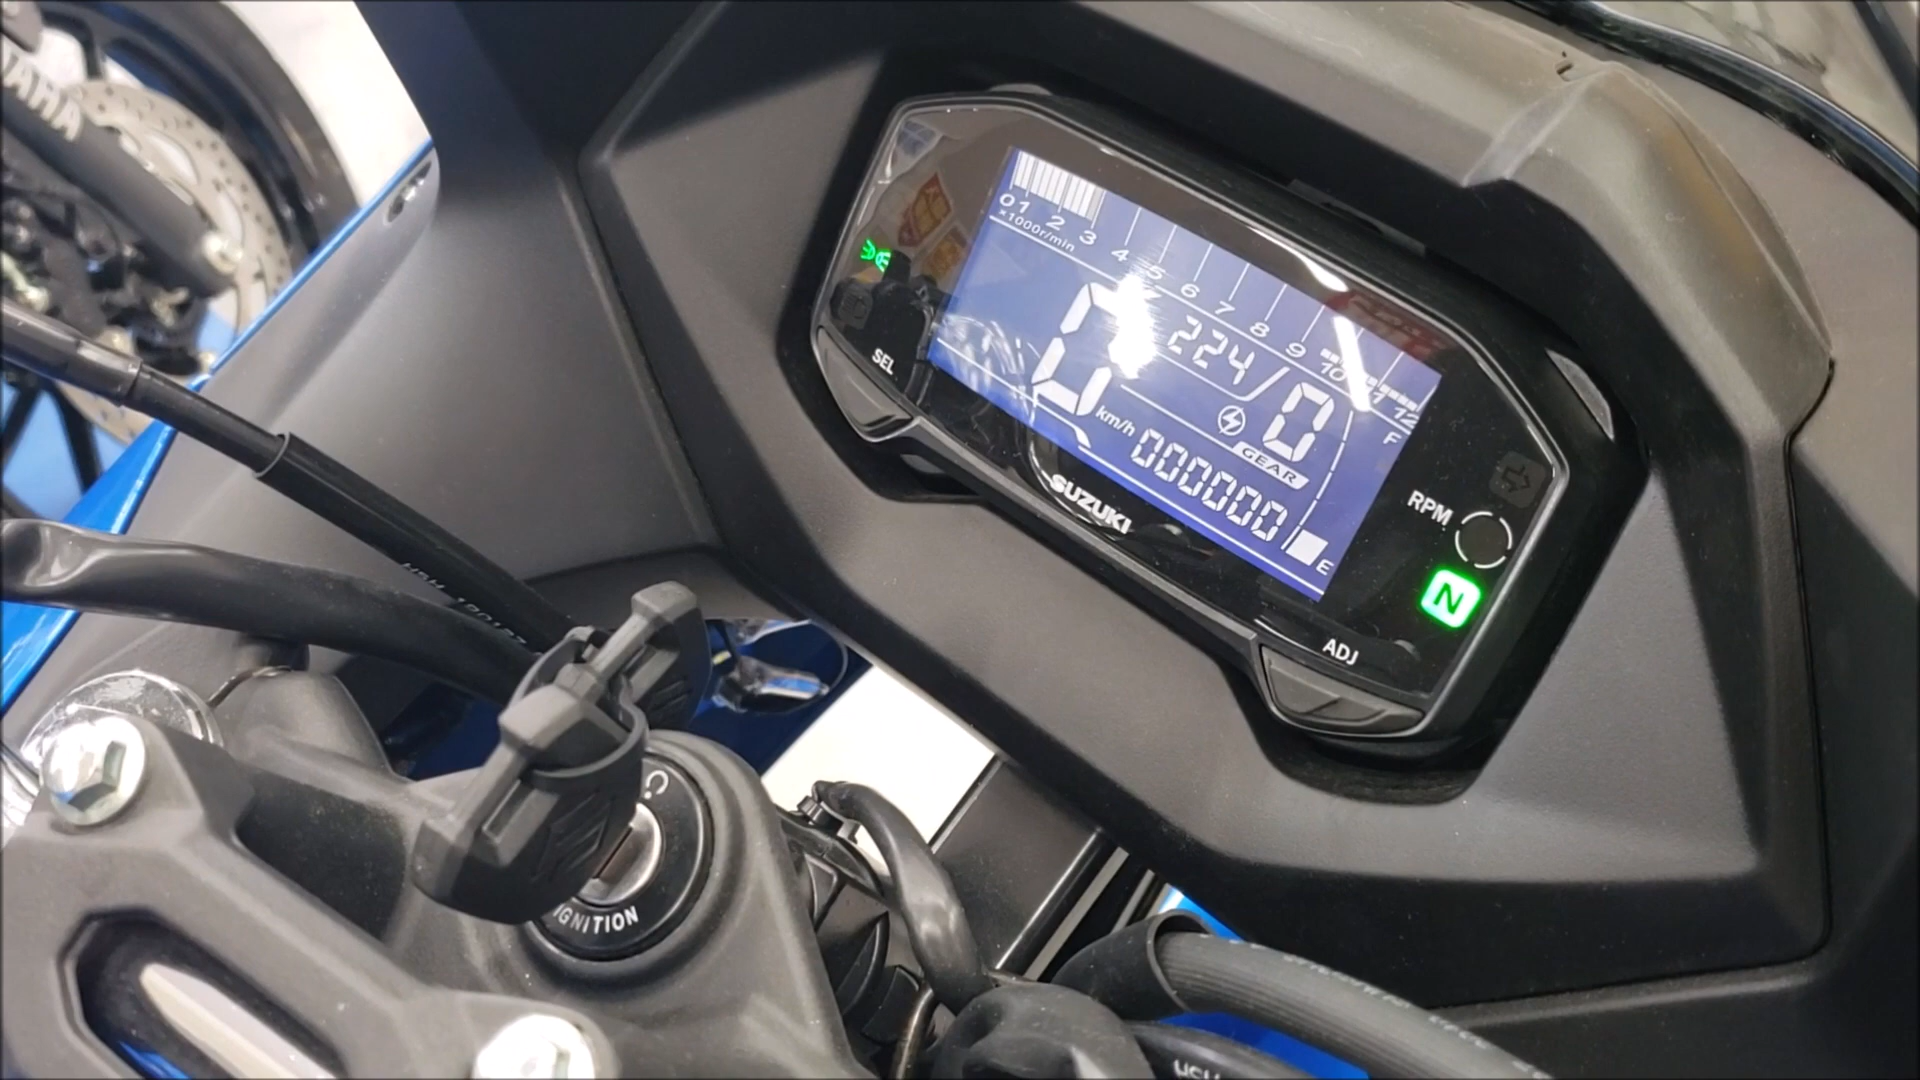 YAMAHA
0 1 2 3 4 5 6 7 8 9 10 11 12
×1000r/min
0
224
0
km/h
GEAR
000000
F
E
SEL
SUZUKI
RPM
N
ADJ
IGNITION